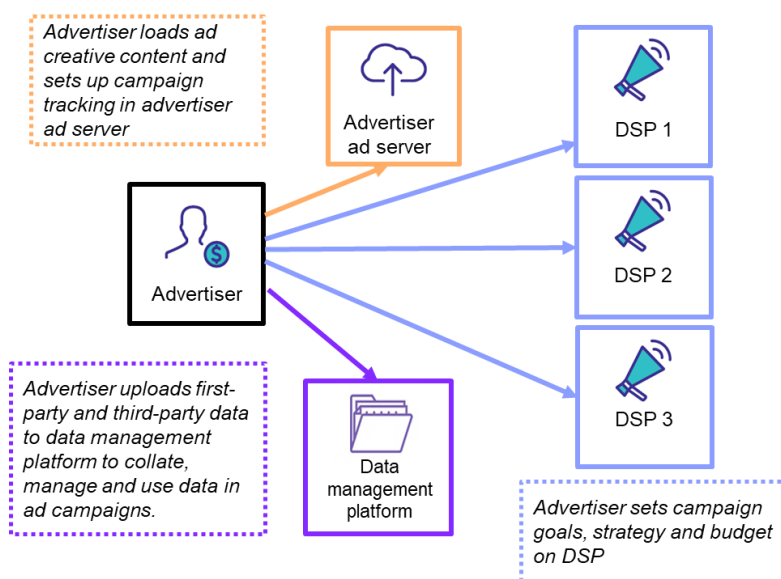 Advertiser loads ad
creative content and
sets up campaign
tracking in advertiser
ad server
Advertiser
ad server
DSP 1
$
Advertiser
DSP 2
DSP 3
Advertiser uploads first-
party and third-party data
to data management
platform to collate,
manage and use data in
ad campaigns.
Data
management
platform
Advertiser sets campaign
goals, strategy and budget
on DSP